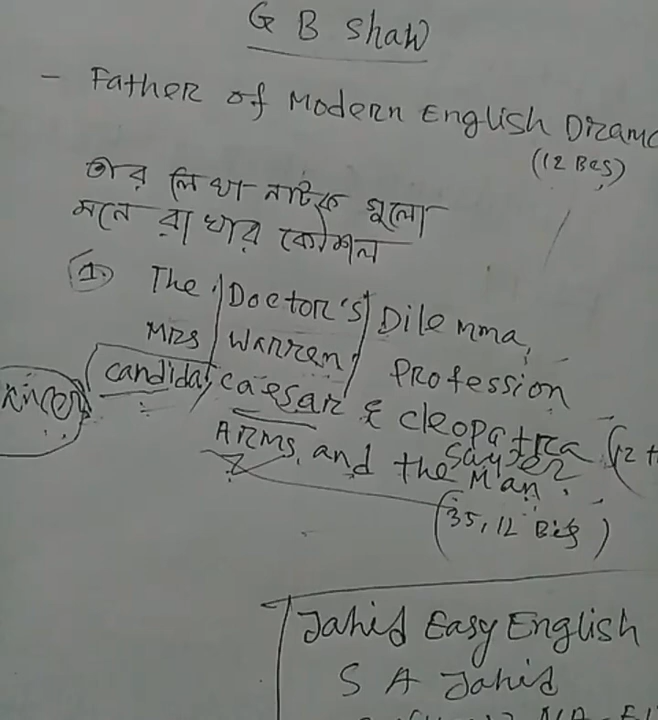 G B Shaw
- Father of Modern English Drama
(12 Bcs)
তার লিখা নাটক গুলো
মনে রাখার কৌশল
1. The Doctor's Dilemma,
Mrs Warren, Profession
candida, caesar & cleopatra (12
Arms, and the Man.
(35, 12 Bcs)
Jahid Easy English
S A Jahid